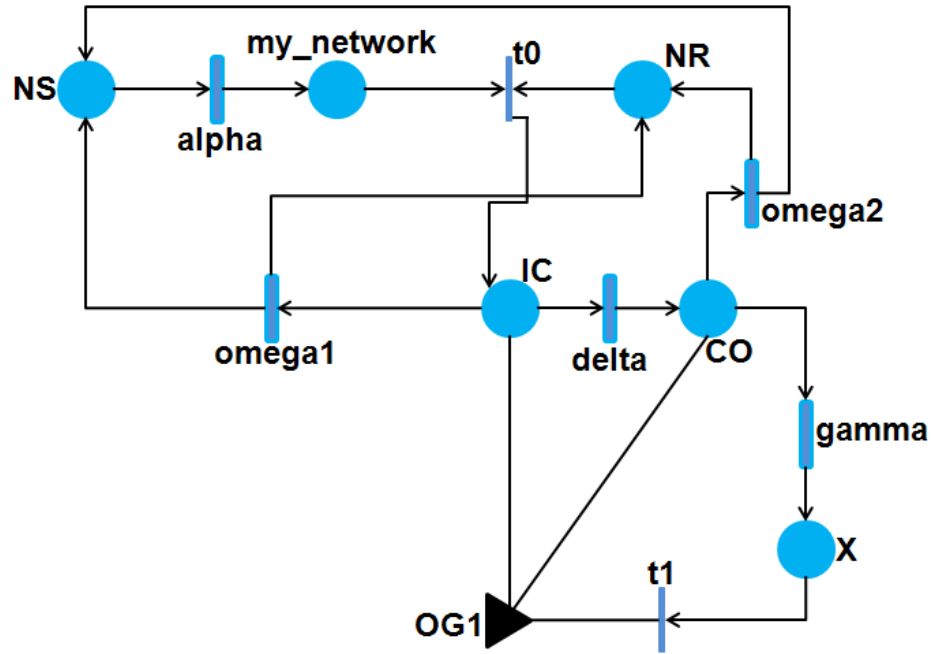 my_network
t0
NR
NS
alpha
omega2
IC
omega1
delta
CO
gamma
X
t1
OG1